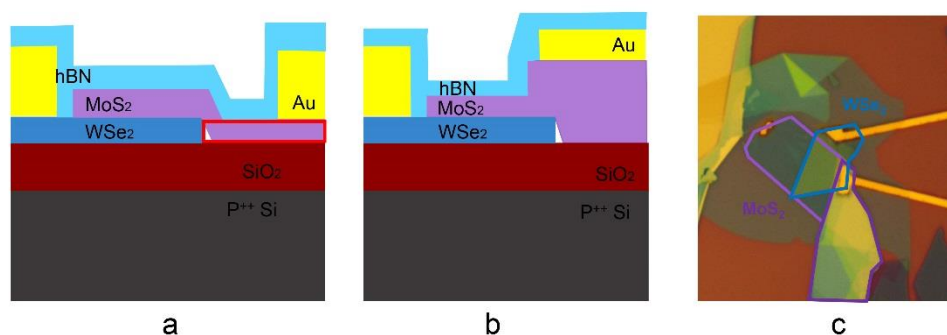 hBN
MoS₂
Au
WSe₂
SiO₂
P⁺⁺ Si
a
Au
hBN
MoS₂
WSe₂
SiO₂
P⁺⁺ Si
b
WSe₂
MoS₂
c